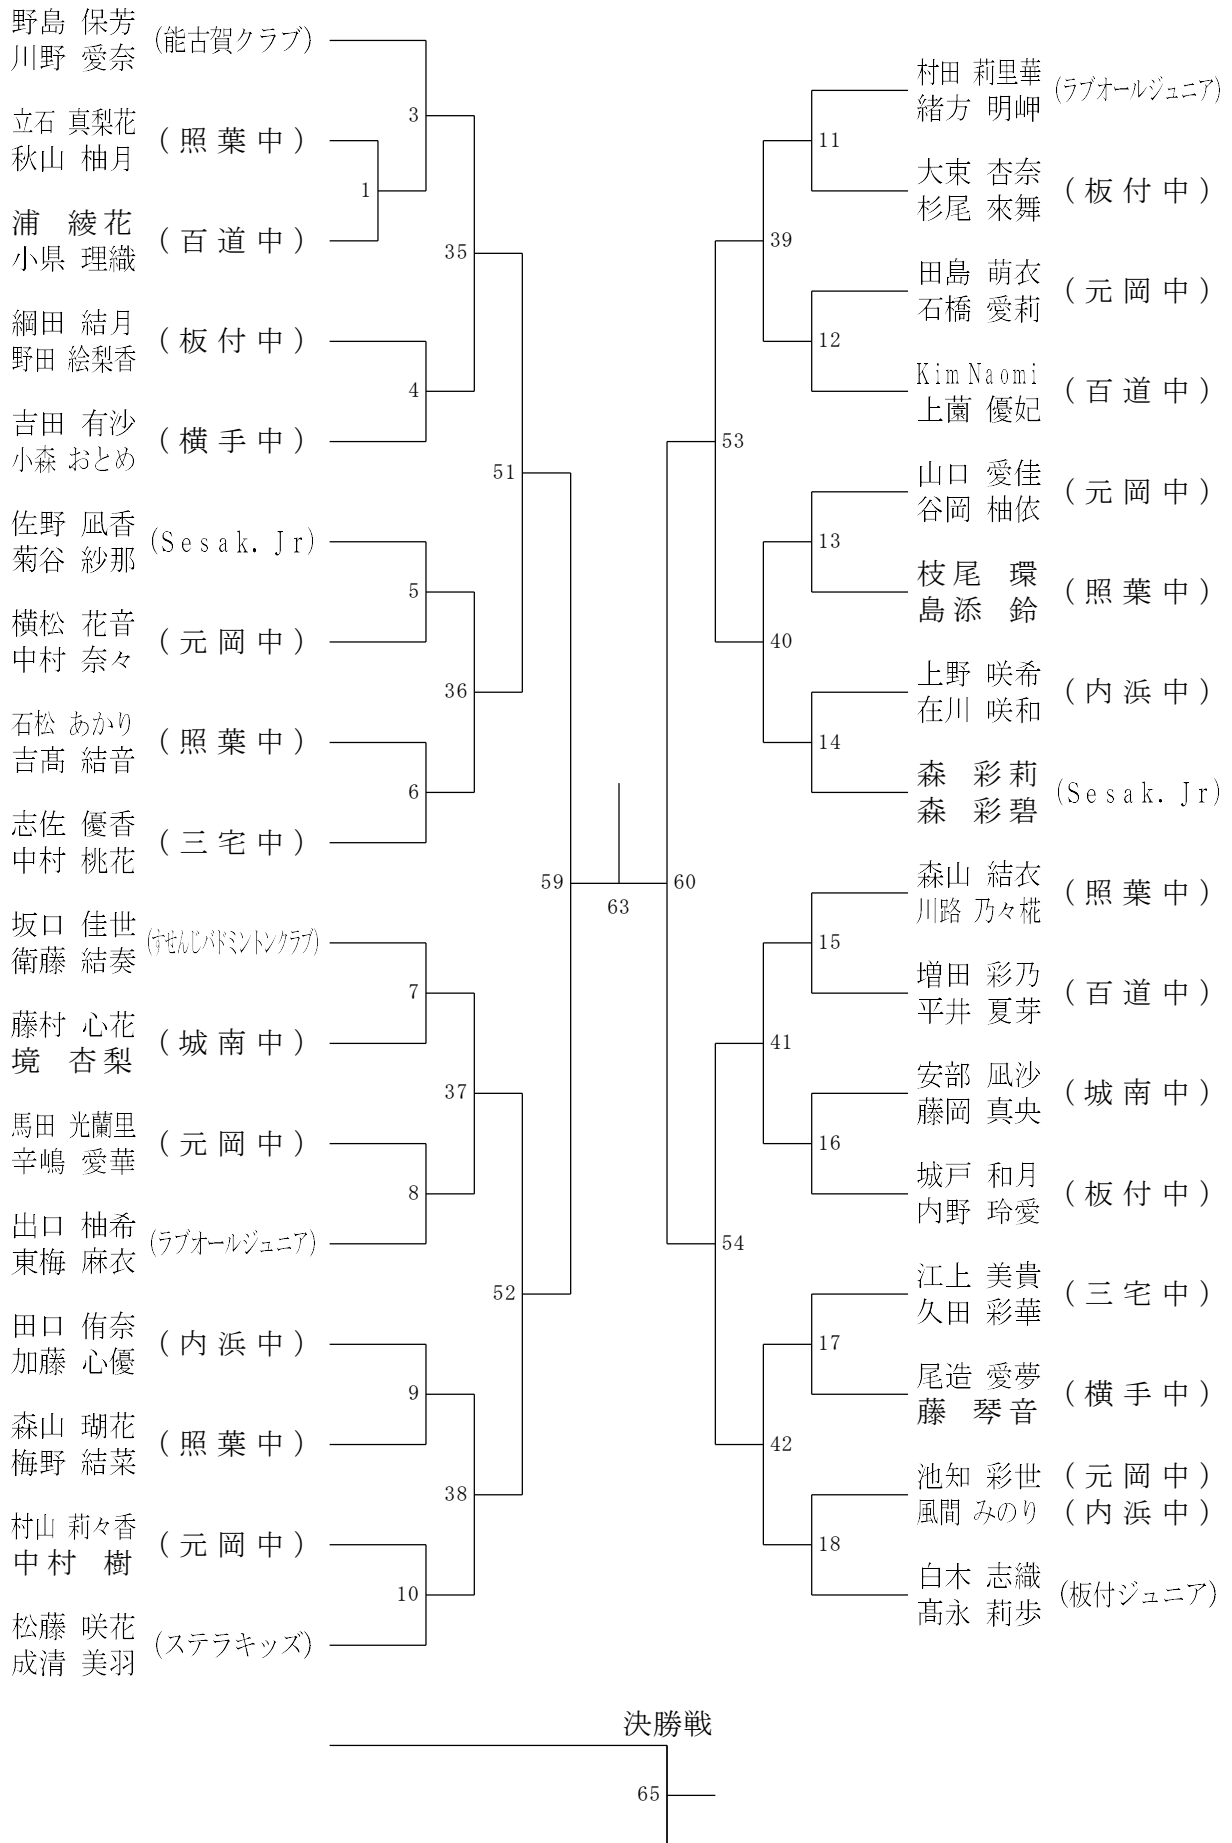 野島 保芳
川野 愛奈
(能古賀クラブ)
3
立石 真梨花
秋山 柚月
(照葉中)
1
浦 綾花
小県 理織
(百道中)
35
綱田 結月
野田 絵梨香
(板付中)
4
吉田 有沙
小森 おとめ
(横手中)
51
佐野 凪香
菊谷 紗那
(Sesak.Jr)
5
横松 花音
中村 奈々
(元岡中)
36
石松 あかり
吉髙 結音
(照葉中)
6
志佐 優香
中村 桃花
(三宅中)
59
63
60
坂口 佳世
衛藤 結奏
(すせんじバドミントンクラブ)
7
藤村 心花
境 杏梨
(城南中)
37
馬田 光蘭里
辛嶋 愛華
(元岡中)
8
出口 柚希
東梅 麻衣
(ラブオールジュニア)
52
田口 侑奈
加藤 心優
(内浜中)
9
森山 瑚花
梅野 結菜
(照葉中)
38
村山 莉々香
中村 樹
(元岡中)
10
松藤 咲花
成清 美羽
(ステラキッズ)
村田 莉里華
緒方 明岬
(ラブオールジュニア)
11
大束 杏奈
杉尾 來舞
(板付中)
39
田島 萌衣
石橋 愛莉
(元岡中)
12
Kim Naomi
上薗 優妃
(百道中)
53
山口 愛佳
谷岡 柚依
(元岡中)
13
枝尾 環
島添 鈴
(照葉中)
40
上野 咲希
在川 咲和
(内浜中)
14
森 彩莉
森 彩碧
(Sesak.Jr)
森山 結衣
川路 乃々椛
(照葉中)
15
増田 彩乃
平井 夏芽
(百道中)
41
安部 凪沙
藤岡 真央
(城南中)
16
城戸 和月
内野 玲愛
(板付中)
54
江上 美貴
久田 彩華
(三宅中)
17
尾造 愛夢
藤 琴音
(横手中)
42
池知 彩世 (元岡中)
風間 みのり (内浜中)
18
白木 志織
髙永 莉歩
(板付ジュニア)
決勝戦
65